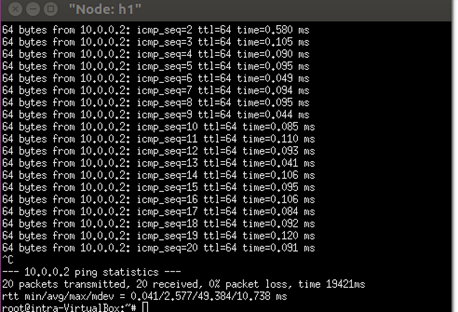 "Node: h1"
64 bytes from 10.0.0.2: icmp_seq=2 ttl=64 time=0.580 ms
64 bytes from 10.0.0.2: icmp_seq=3 ttl=64 time=0.105 ms
64 bytes from 10.0.0.2: icmp_seq=4 ttl=64 time=0.090 ms
64 bytes from 10.0.0.2: icmp_seq=5 ttl=64 time=0.095 ms
64 bytes from 10.0.0.2: icmp_seq=6 ttl=64 time=0.049 ms
64 bytes from 10.0.0.2: icmp_seq=7 ttl=64 time=0.094 ms
64 bytes from 10.0.0.2: icmp_seq=8 ttl=64 time=0.095 ms
64 bytes from 10.0.0.2: icmp_seq=9 ttl=64 time=0.044 ms
64 bytes from 10.0.0.2: icmp_seq=10 ttl=64 time=0.085 ms
64 bytes from 10.0.0.2: icmp_seq=11 ttl=64 time=0.110 ms
64 bytes from 10.0.0.2: icmp_seq=12 ttl=64 time=0.093 ms
64 bytes from 10.0.0.2: icmp_seq=13 ttl=64 time=0.041 ms
64 bytes from 10.0.0.2: icmp_seq=14 ttl=64 time=0.106 ms
64 bytes from 10.0.0.2: icmp_seq=15 ttl=64 time=0.095 ms
64 bytes from 10.0.0.2: icmp_seq=16 ttl=64 time=0.106 ms
64 bytes from 10.0.0.2: icmp_seq=17 ttl=64 time=0.084 ms
64 bytes from 10.0.0.2: icmp_seq=18 ttl=64 time=0.092 ms
64 bytes from 10.0.0.2: icmp_seq=19 ttl=64 time=0.120 ms
64 bytes from 10.0.0.2: icmp_seq=20 ttl=64 time=0.091 ms
^C
--- 10.0.0.2 ping statistics ---
20 packets transmitted, 20 received, 0% packet loss, time 19421ms
rtt min/avg/max/mdev = 0.041/2.577/49.384/10.738 ms
root@intra-VirtualBox:~#